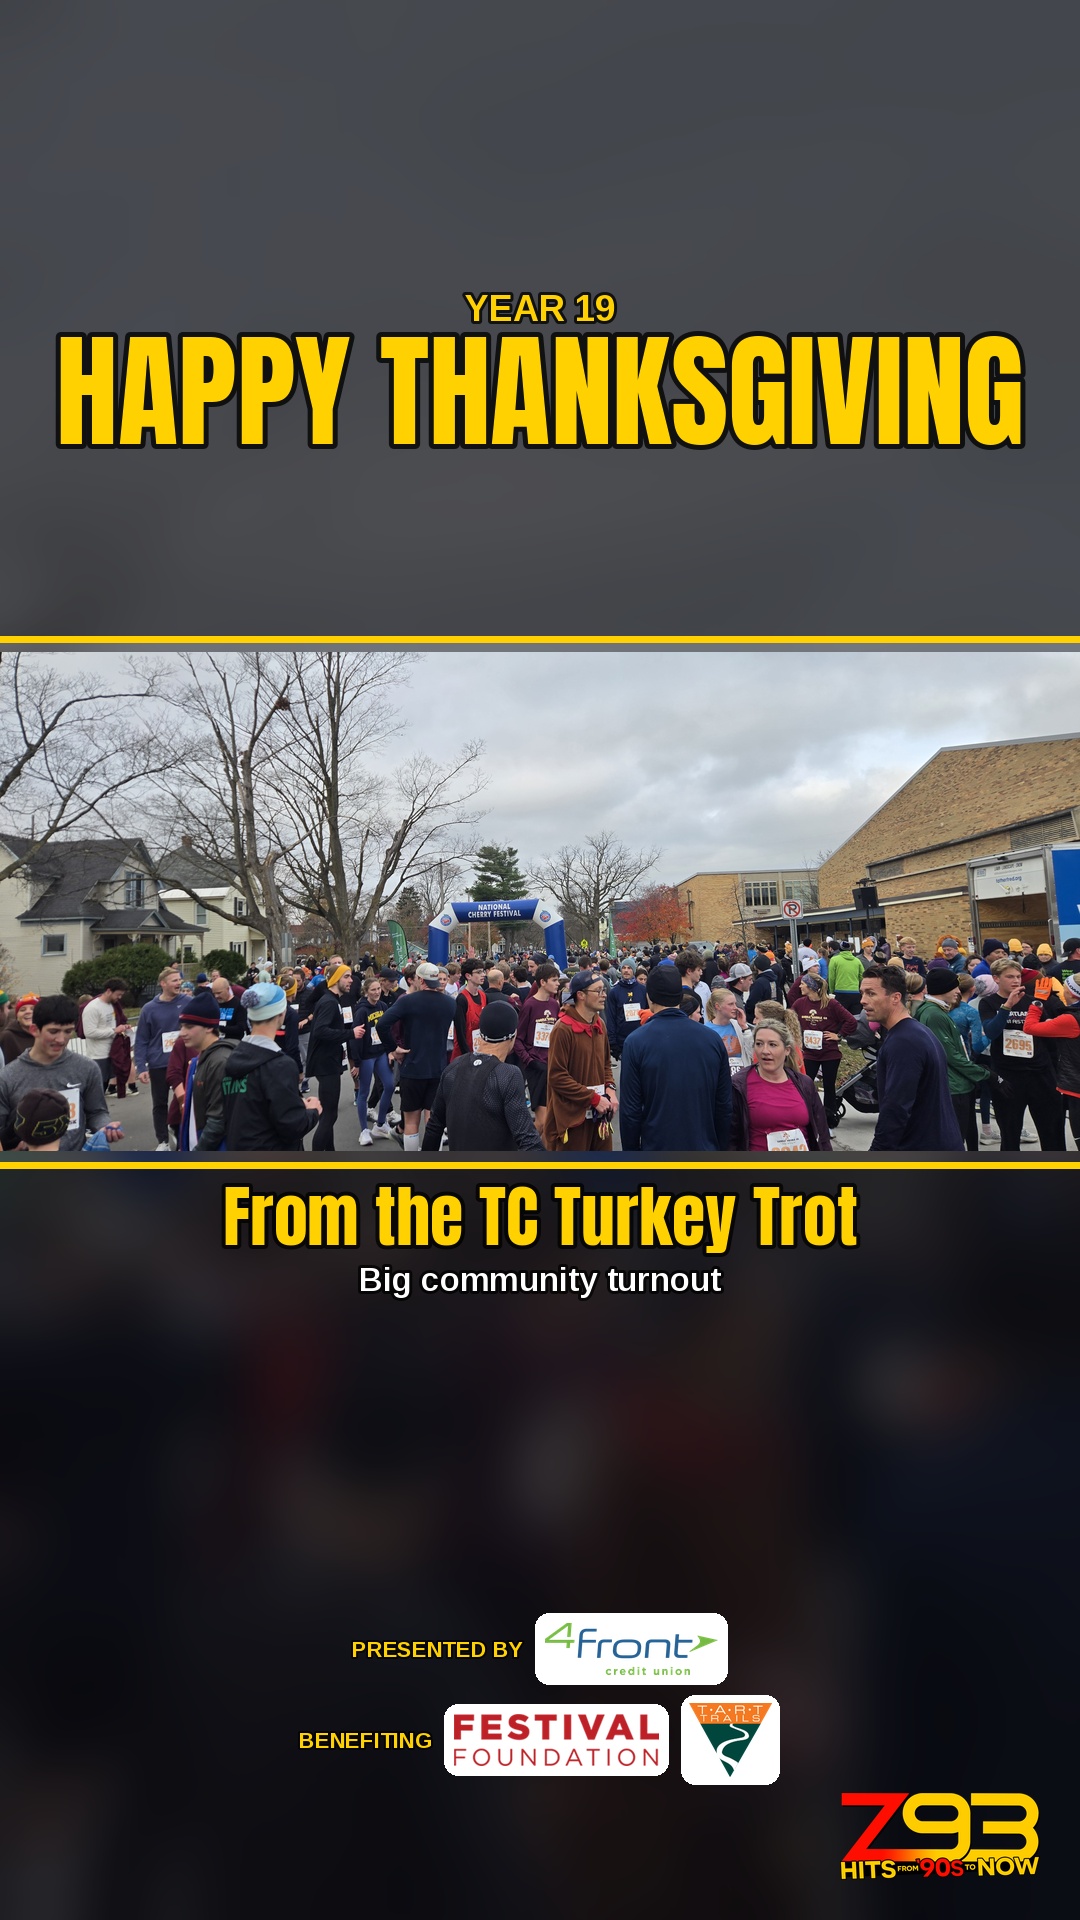 YEAR 19
HAPPY THANKSGIVING
NATIONAL
CHERRY FESTIVAL
2695
From the TC Turkey Trot
Big community turnout
PRESENTED BY
4front
credit union
BENEFITING
FESTIVAL
FOUNDATION
T·A·R·T
TRAILS
Z93
HITS FROM '90S TO NOW